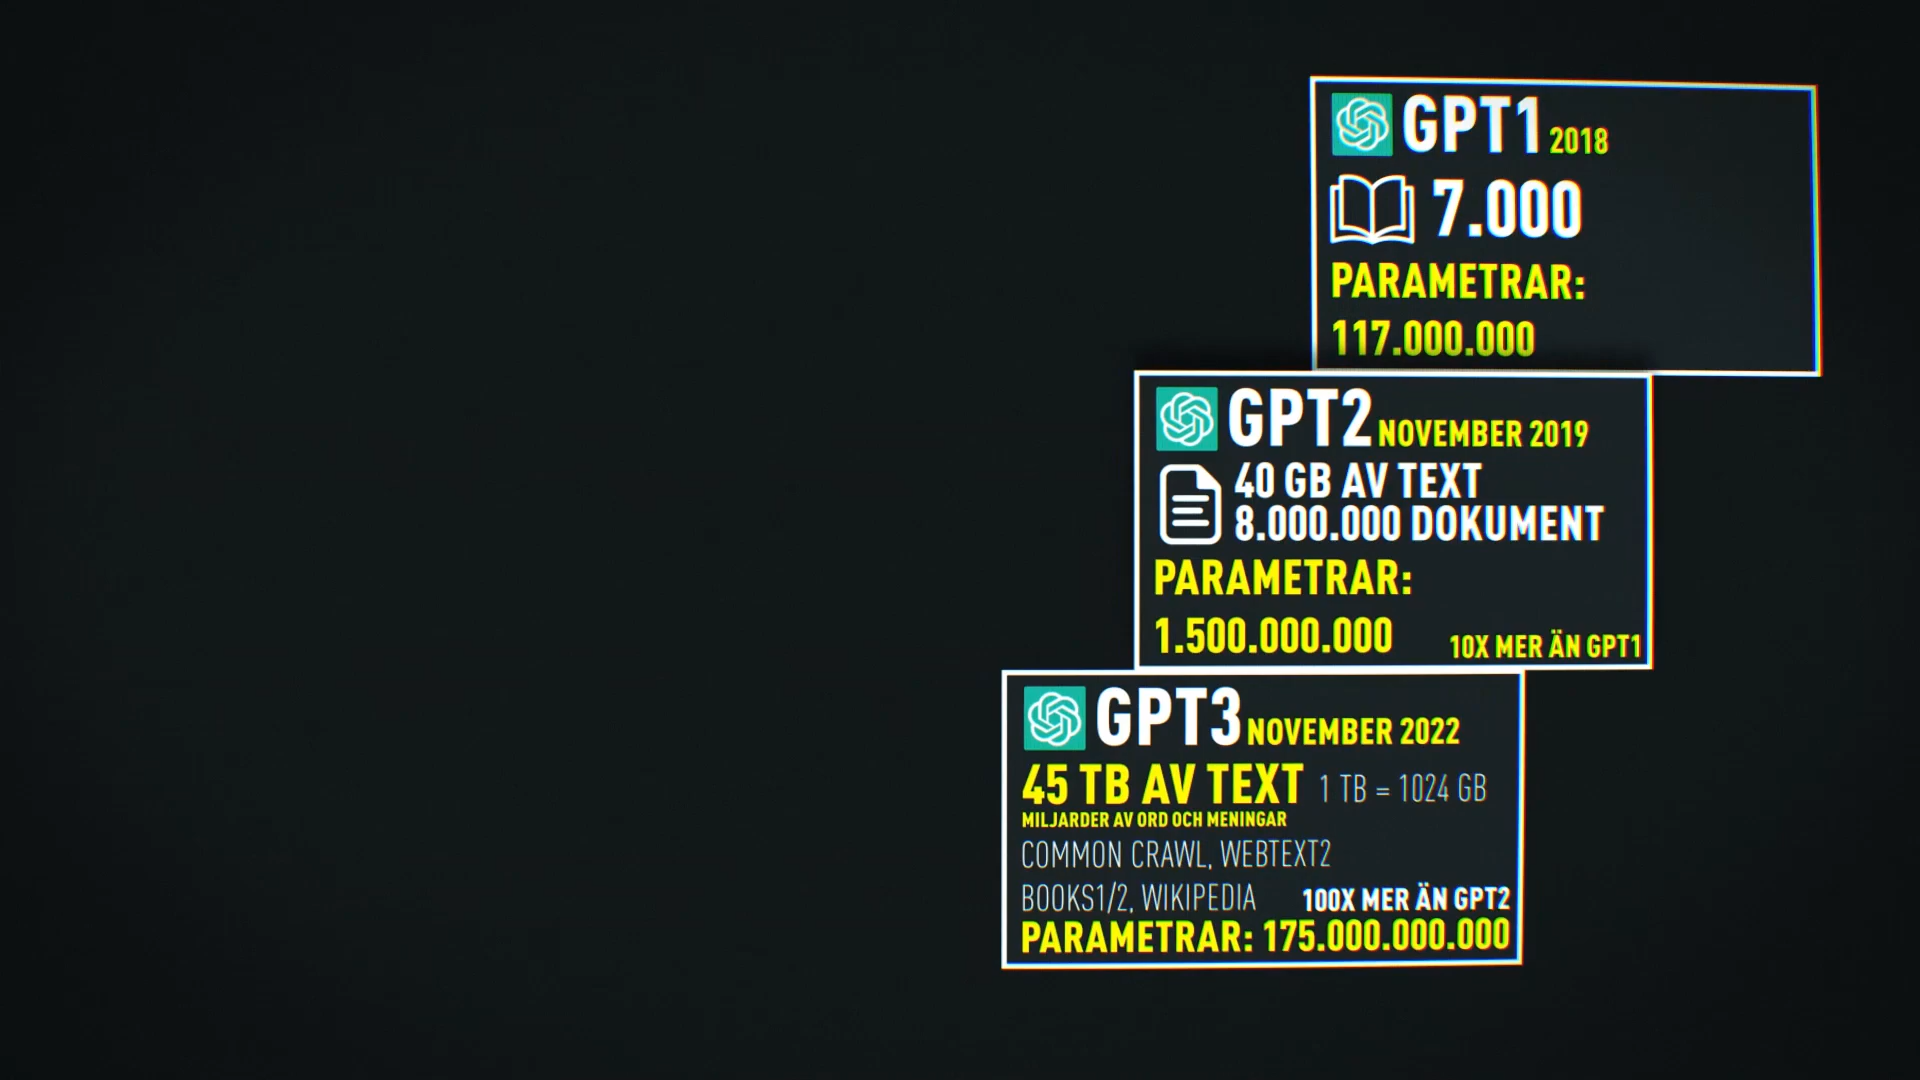 GPT1 2018
7.000
PARAMETRAR:
117.000.000
GPT2 NOVEMBER 2019
40 GB AV TEXT
8.000.000 DOKUMENT
PARAMETRAR:
1.500.000.000 10X MER ÄN GPT1
GPT3 NOVEMBER 2022
45 TB AV TEXT 1 TB = 1024 GB
MILJARDER AV ORD OCH MENINGAR
COMMON CRAWL, WEBTEXT2
BOOKS1/2, WIKIPEDIA 100X MER ÄN GPT2
PARAMETRAR: 175.000.000.000